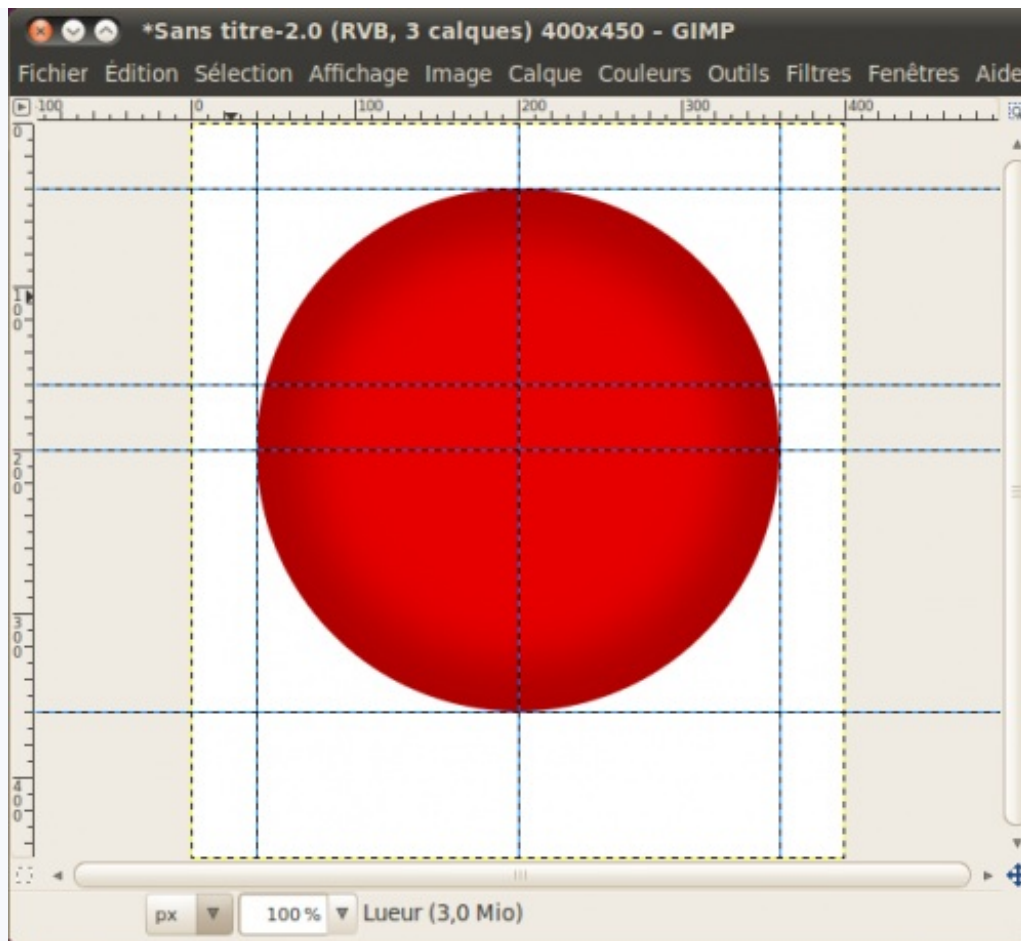 *Sans titre-2.0 (RVB, 3 calques) 400x450 – GIMP
Fichier Édition Sélection Affichage Image Calque Couleurs Outils Filtres Fenêtres Aide
100 0 100 200 300 400
0
100
200
300
400
px 100 % Lueur (3,0 Mio)